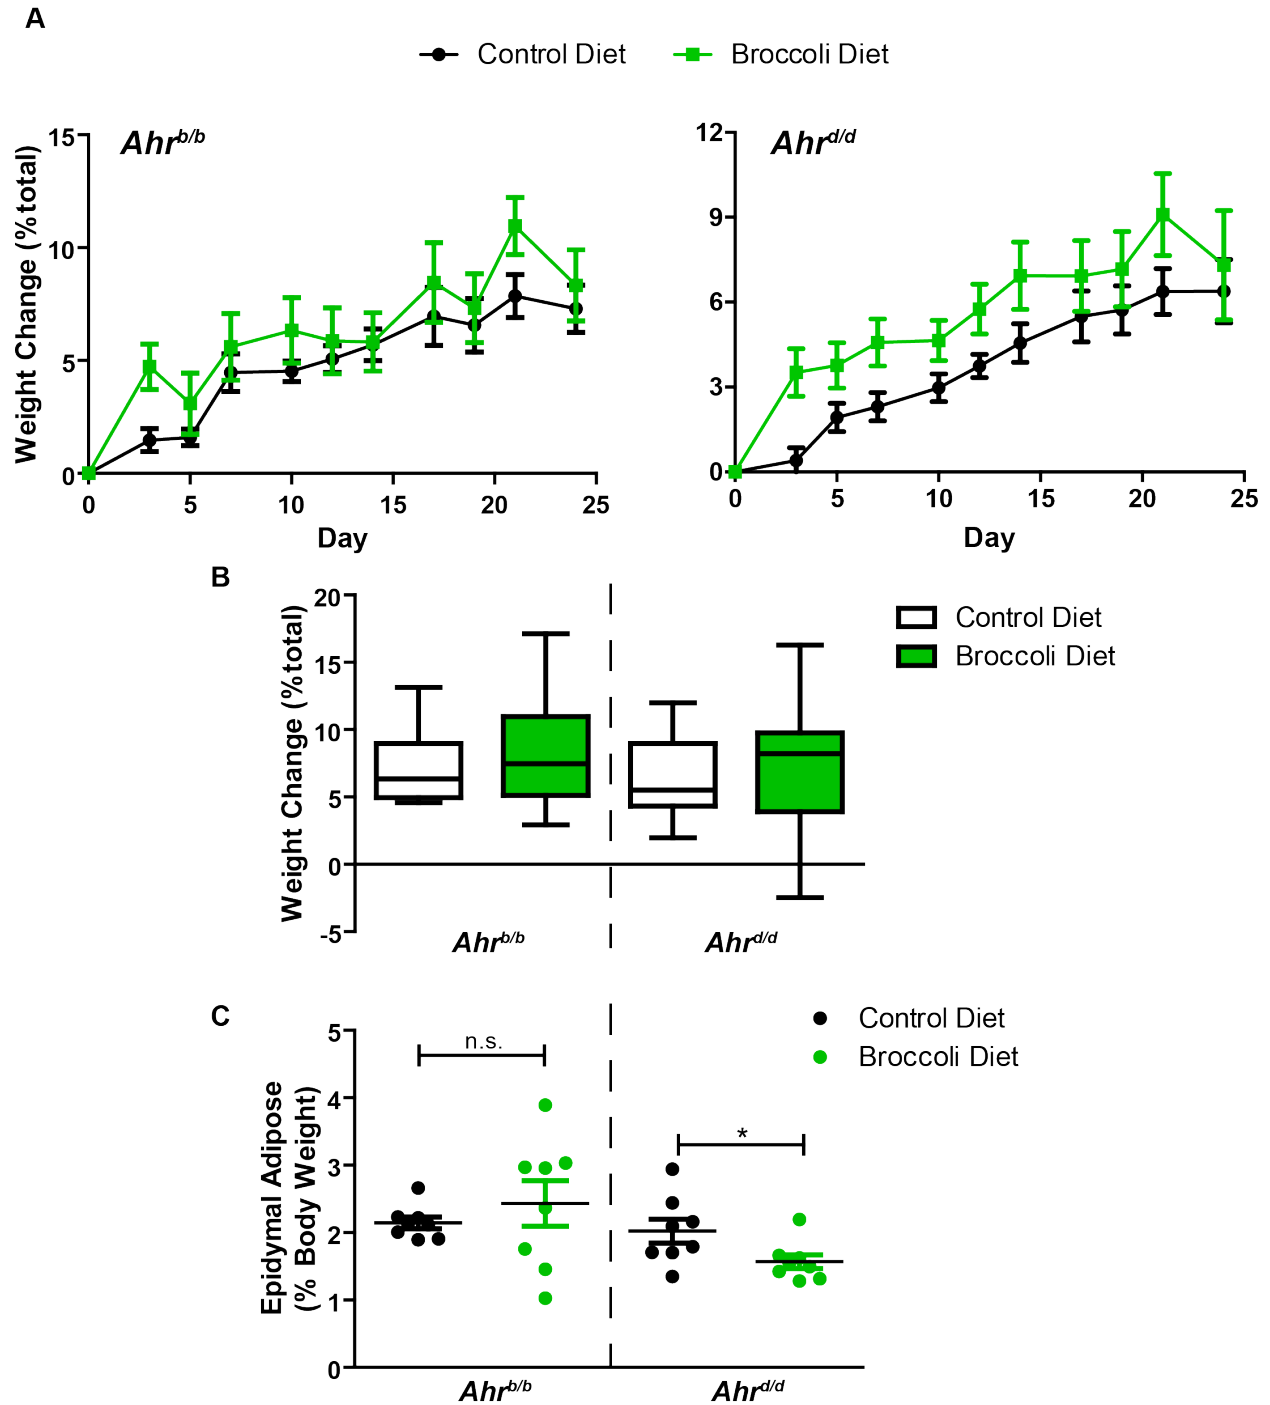 A
Control Diet Broccoli Diet
Ahrb/b
Weight Change (%total)
15
10
5
0
0 5 10 15 20 25
Day
Ahrd/d
12
9
6
3
0
0 5 10 15 20 25
Day
B
Weight Change (%total)
20
15
10
5
0
-5
Ahrb/b Ahrd/d
Control Diet
Broccoli Diet
C
Epidymal Adipose
(% Body Weight)
5
4
3
2
1
0
n.s.
*
Ahrb/b Ahrd/d
Control Diet
Broccoli Diet